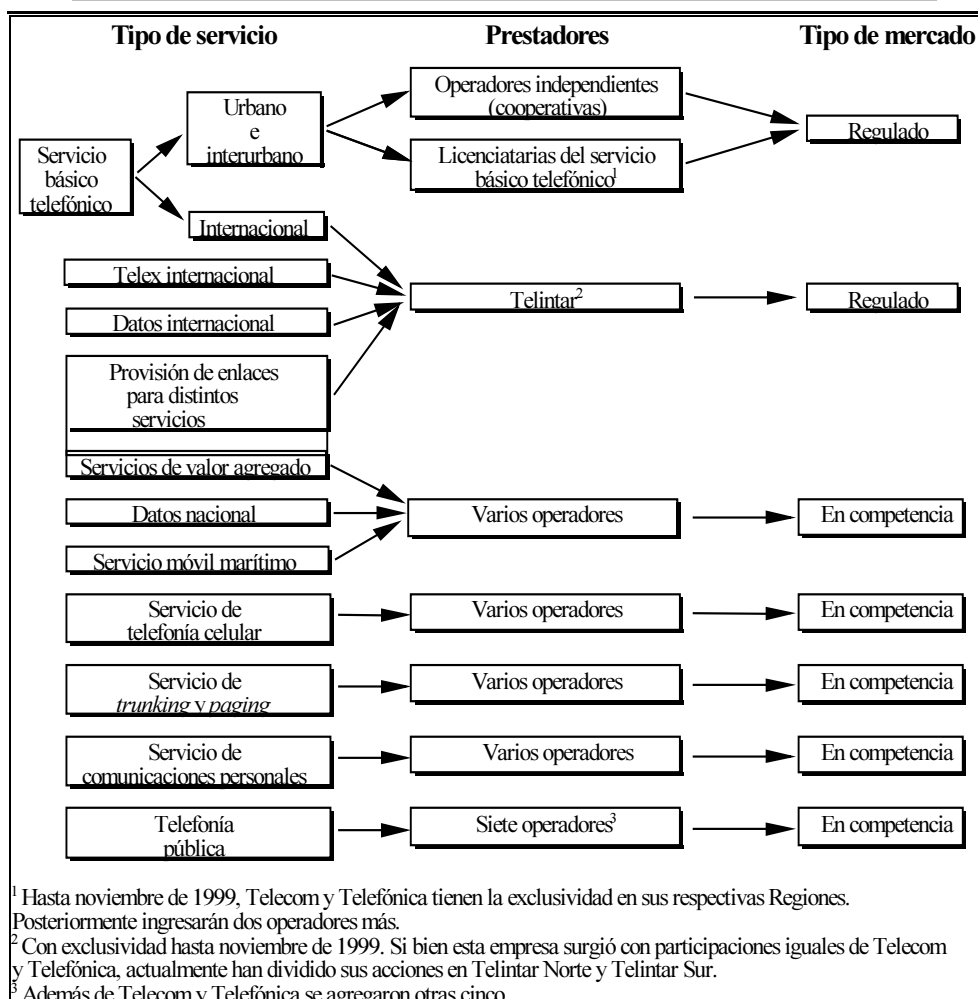 Tipo de servicio Prestadores Tipo de mercado
Servicio
básico
telefónico
Urbano
e
interurbano
Operadores independientes
(cooperativas)
Licenciatarias del servicio
básico telefónico¹
Regulado
Internacional
Telex internacional
Datos internacional
Provisión de enlaces
para distintos
servicios
Telintar²
Regulado
Servicios de valor agregado
Datos nacional
Servicio móvil marítimo
Varios operadores
En competencia
Servicio de
telefonía celular
Varios operadores
En competencia
Servicio de
trunking y paging
Varios operadores
En competencia
Servicio de
comunicaciones personales
Varios operadores
En competencia
Telefonía
pública
Siete operadores³
En competencia
¹ Hasta noviembre de 1999, Telecom y Telefónica tienen la exclusividad en sus respectivas Regiones.
Posteriormente ingresarán dos operadores más.
² Con exclusividad hasta noviembre de 1999. Si bien esta empresa surgió con participaciones iguales de Telecom
y Telefónica, actualmente han dividido sus acciones en Telintar Norte y Telintar Sur.
³ Además de Telecom y Telefónica se agregaron otras cinco.